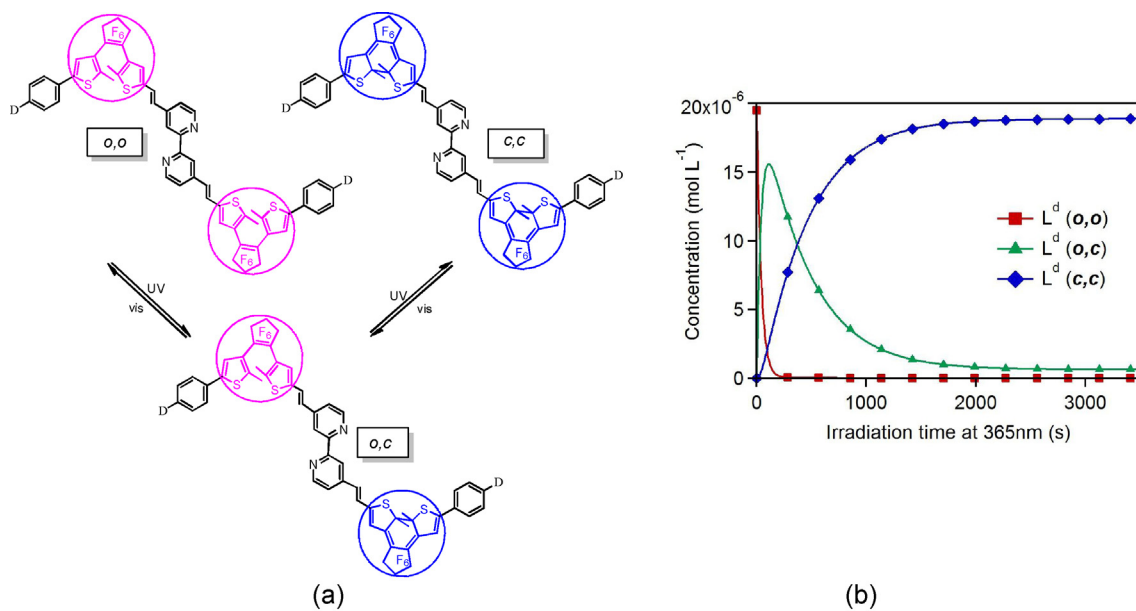 F6
S
S
D
N
N
o,o
S
S
D
F6
F6
S
S
D
N
N
c,c
S
S
D
F6
UV
vis
UV
vis
F6
S
S
D
N
N
o,c
S
S
D
F6
(a)
20x10-6
15
10
5
0
Concentration (mol L-1)
Ld (o,o)
Ld (o,c)
Ld (c,c)
0
1000
2000
3000
Irradiation time at 365nm (s)
(b)